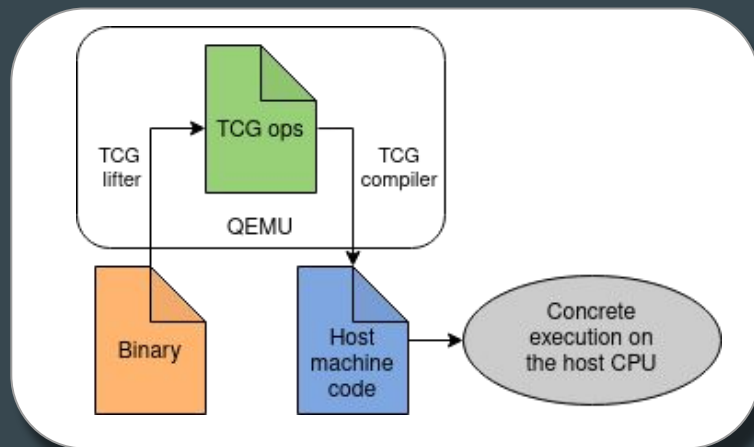 TCG ops
TCG
lifter
TCG
compiler
QEMU
Binary
Host
machine
code
Concrete
execution on
the host CPU